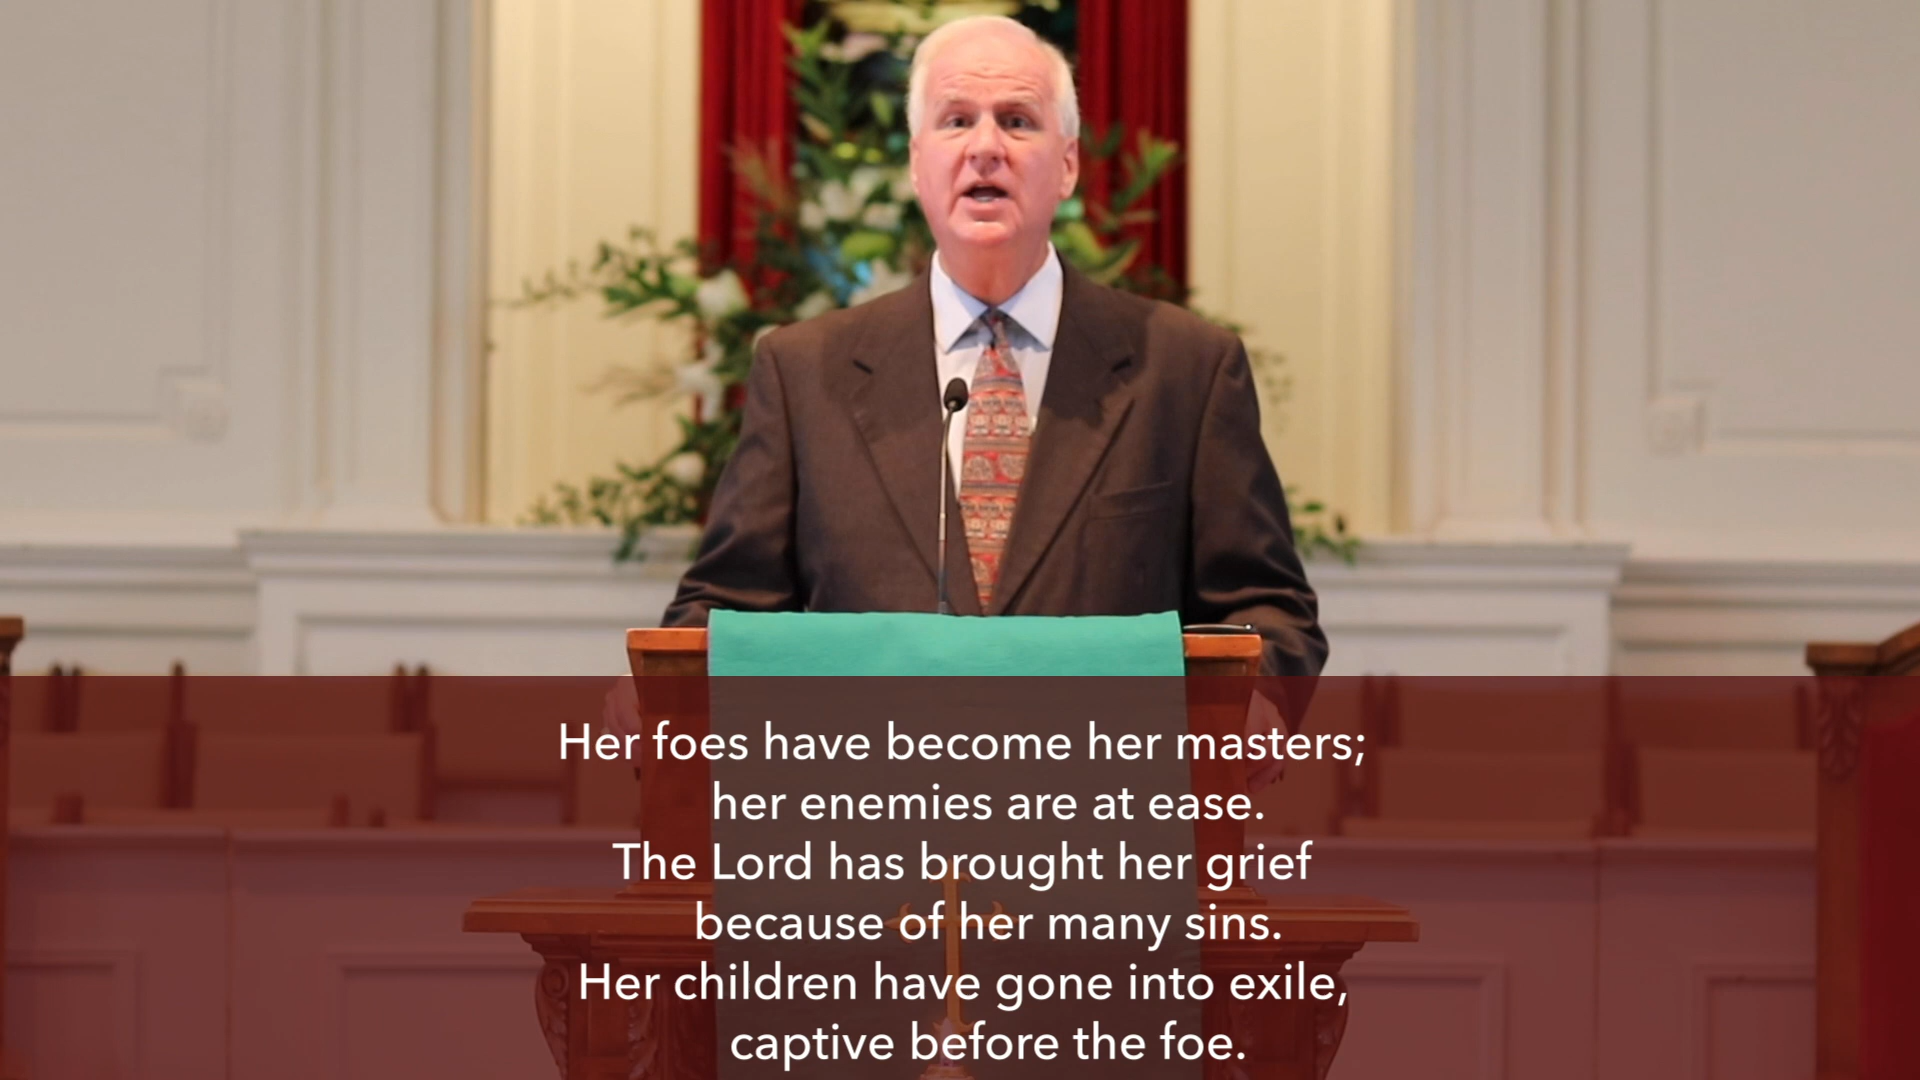 Her foes have become her masters;
her enemies are at ease.
The Lord has brought her grief
because of her many sins.
Her children have gone into exile,
captive before the foe.